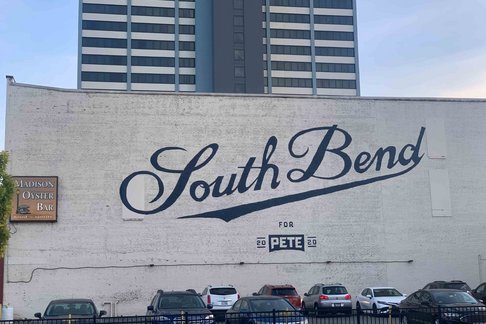 South Bend
FOR
20 PETE 20
MADISON
OYSTER
BAR